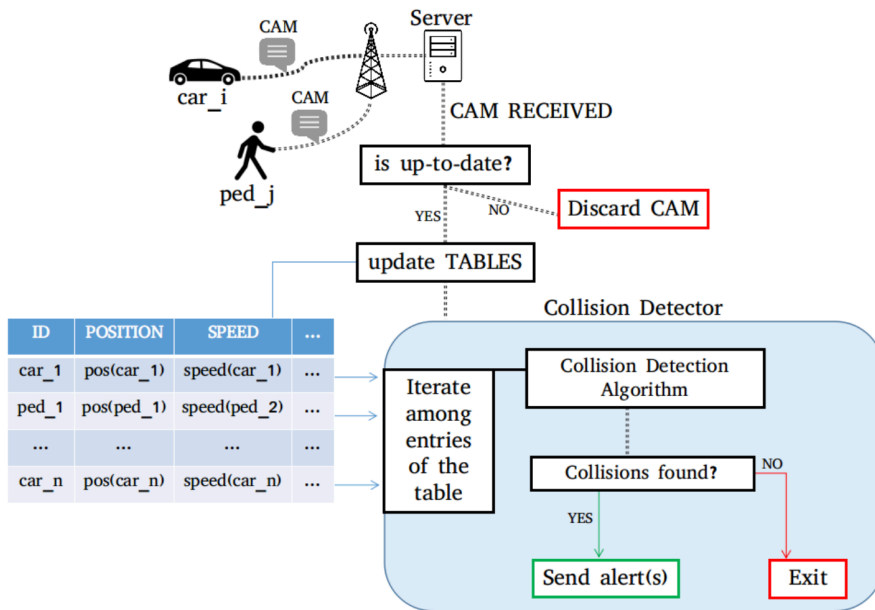 Server
CAM
car_i
CAM
ped_j
CAM RECEIVED
is up-to-date?
YES
NO
Discard CAM
update TABLES
Collision Detector
ID POSITION SPEED ...
car_1 pos(car_1) speed(car_1) ...
ped_1 pos(ped_1) speed(ped_2) ...
... ... ... ...
car_n pos(car_n) speed(car_n) ...
Iterate
among
entries
of the
table
Collision Detection
Algorithm
Collisions found?
NO
YES
Send alert(s)
Exit